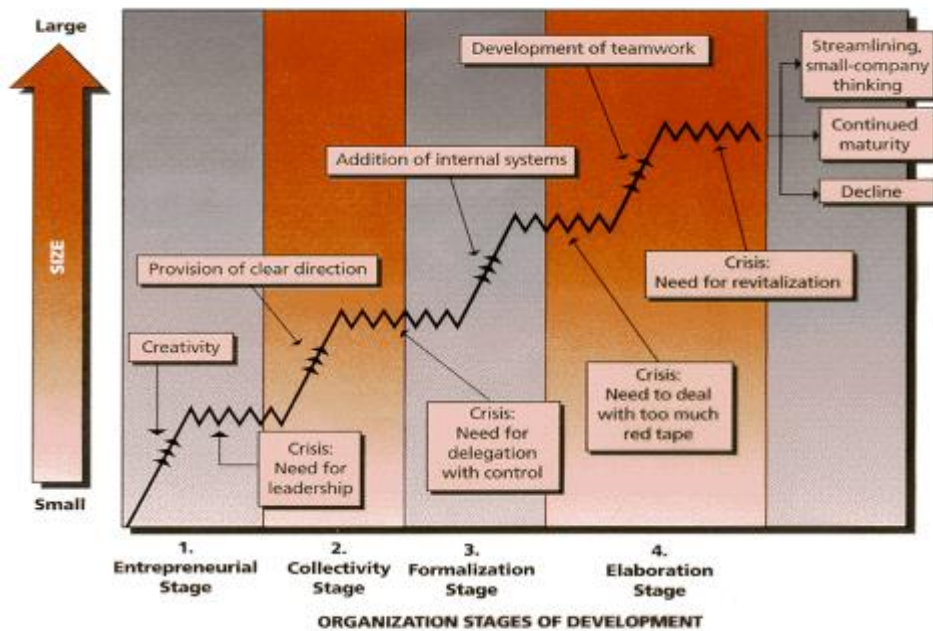 Large
SIZE
Small
Creativity
Crisis:
Need for
leadership
Provision of clear direction
Crisis:
Need for
delegation
with control
Addition of internal systems
Crisis:
Need to deal
with too much
red tape
Development of teamwork
Crisis:
Need for revitalization
Streamlining,
small-company
thinking
Continued
maturity
Decline
1.
Entrepreneurial
Stage
2.
Collectivity
Stage
3.
Formalization
Stage
4.
Elaboration
Stage
ORGANIZATION STAGES OF DEVELOPMENT